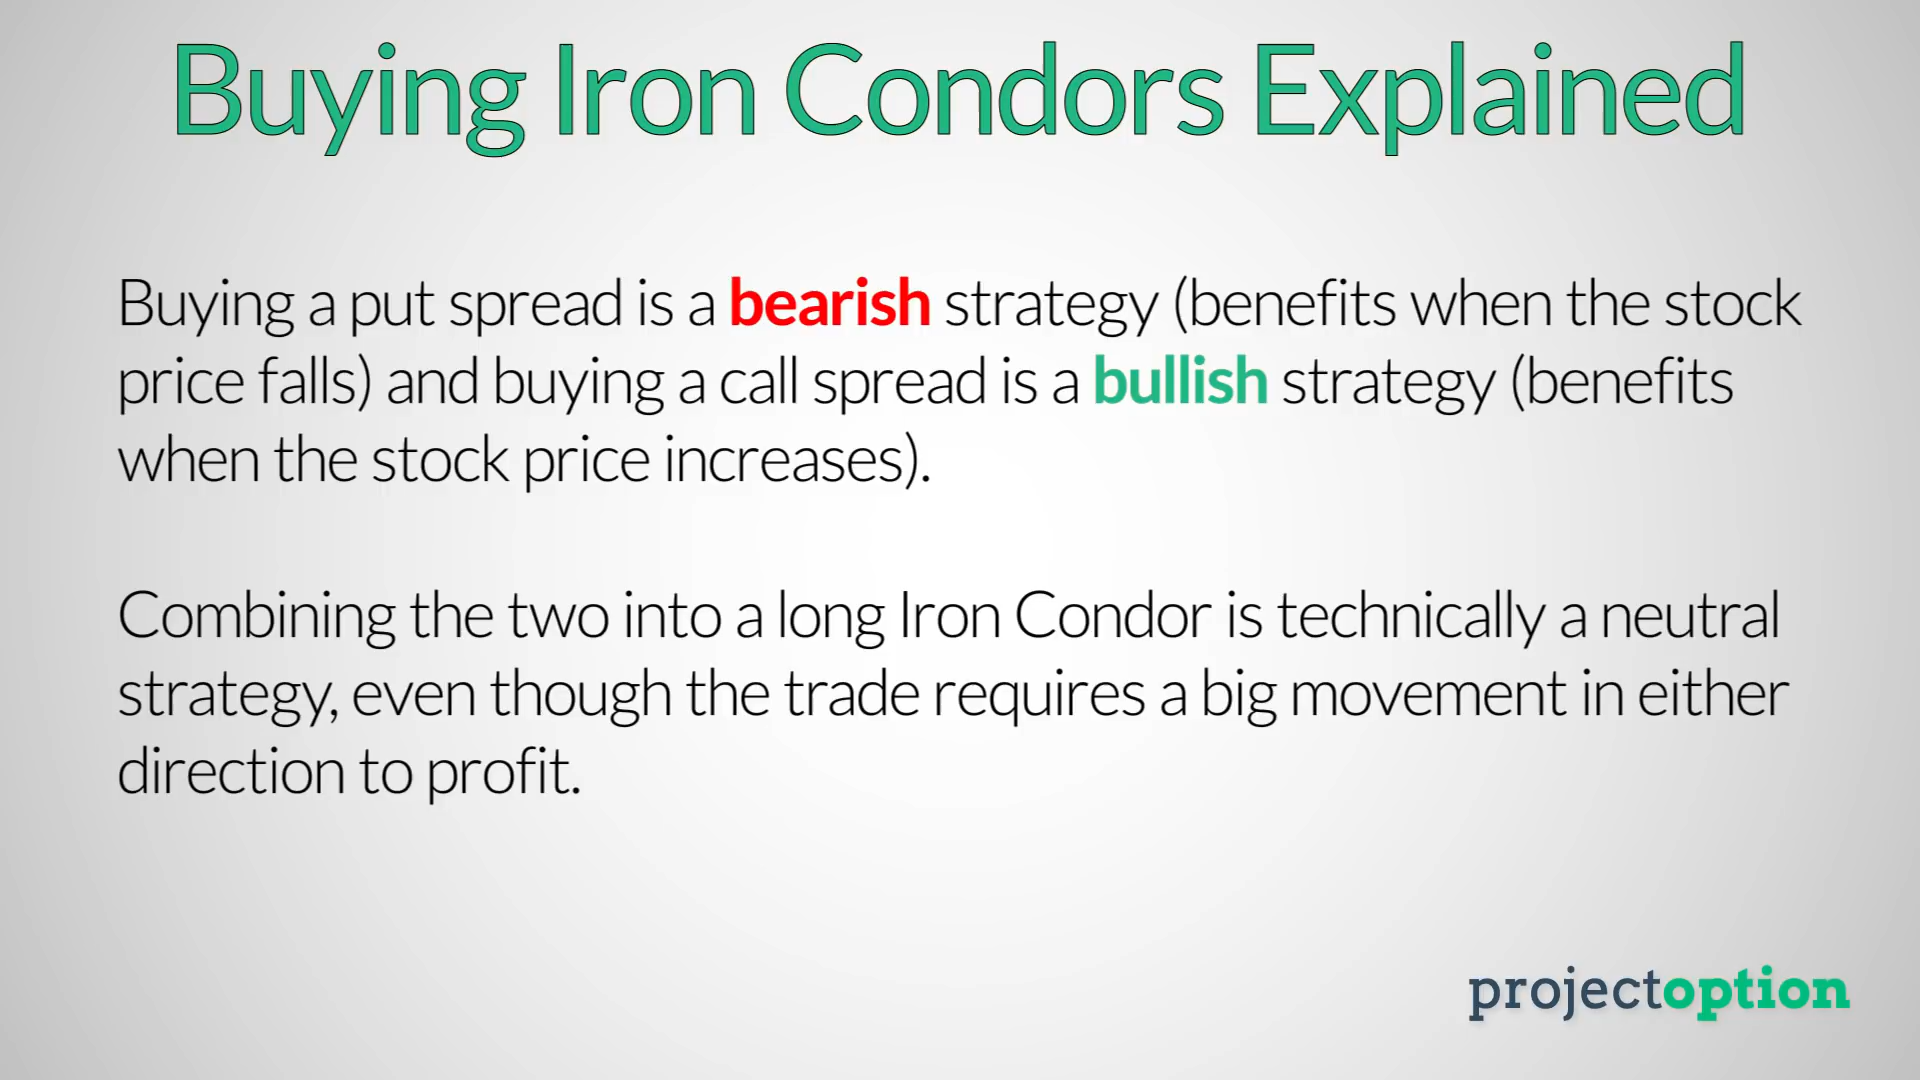 Buying Iron Condors Explained
Buying a put spread is a bearish strategy (benefits when the stock
price falls) and buying a call spread is a bullish strategy (benefits
when the stock price increases).
Combining the two into a long Iron Condor is technically a neutral
strategy, even though the trade requires a big movement in either
direction to profit.
projectoption